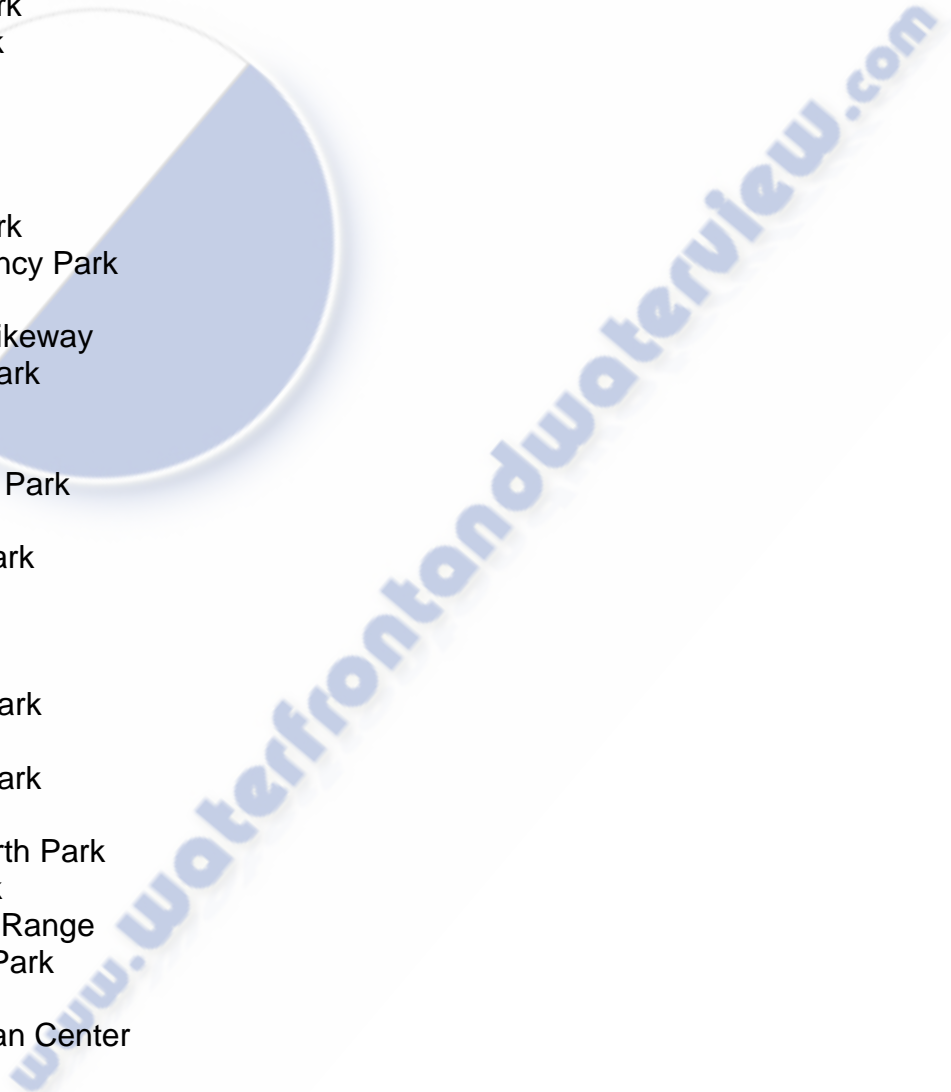 rk
k
rk
ncy Park
ikeway
ark
Park
ark
ark
ark
rth Park
k
Range
Park
an Center
www.waterfrontandwaterview.com